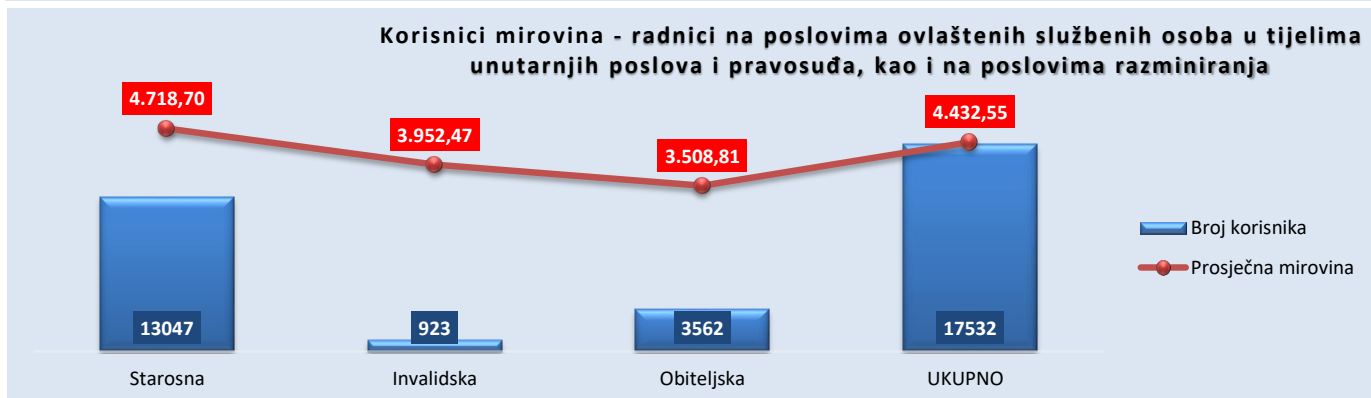 Korisnici mirovina - radnici na poslovima ovlaštenih službenih osoba u tijelima
unutarnjih poslova i pravosuđa, kao i na poslovima razminiranja
4.718,70
3.952,47
3.508,81
4.432,55
Broj korisnika
Prosječna mirovina
13047
923
3562
17532
Starosna
Invalidska
Obiteljska
UKUPNO